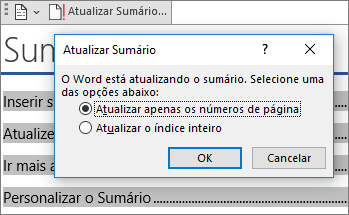 Atualizar Sumário...
Sum
Atualizar Sumário
O Word está atualizando o sumário. Selecione uma
das opções abaixo:
Inserir s
Atualizar apenas os números de página
Atualize
Atualizar o índice inteiro
Ir mais a
OK Cancelar
Personalizar o Sumário